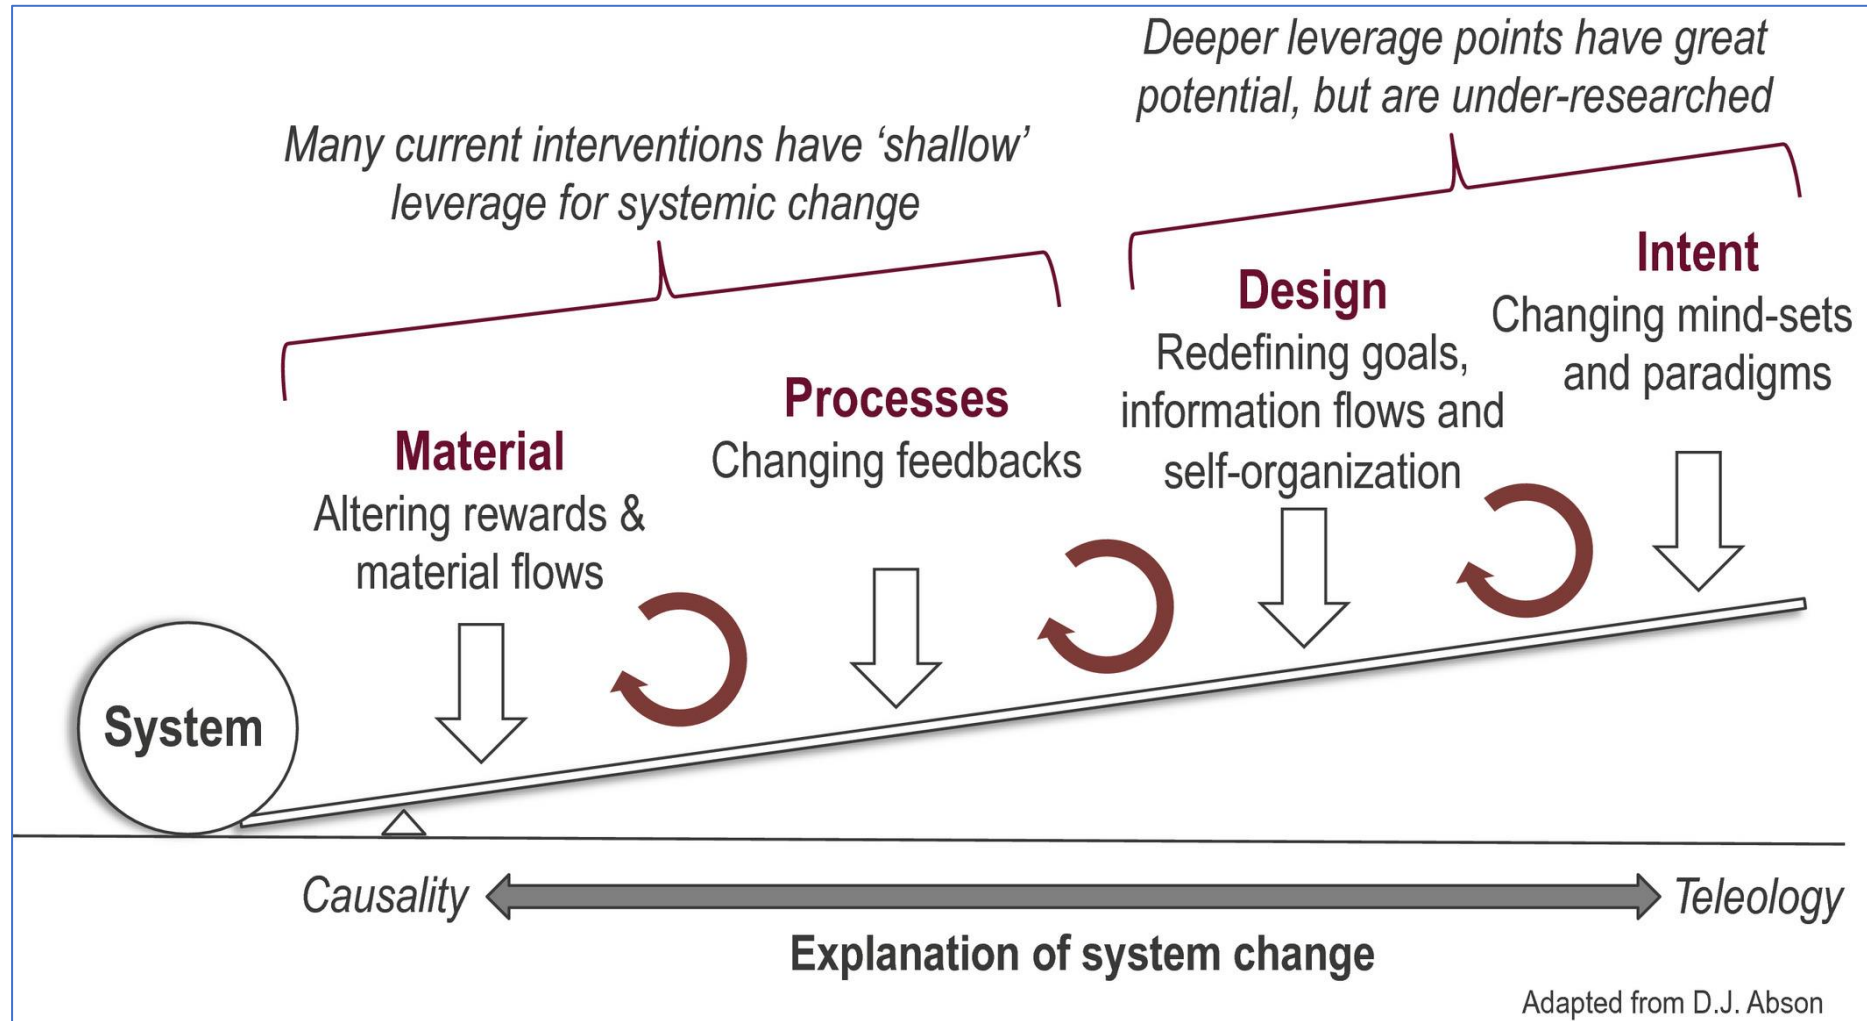 Deeper leverage points have great
potential, but are under-researched
Many current interventions have ‘shallow’
leverage for systemic change
Material
Altering rewards &
material flows
Processes
Changing feedbacks
Design
Redefining goals,
information flows and
self-organization
Intent
Changing mind-sets
and paradigms
System
Causality
Teleology
Explanation of system change
Adapted from D.J. Abson